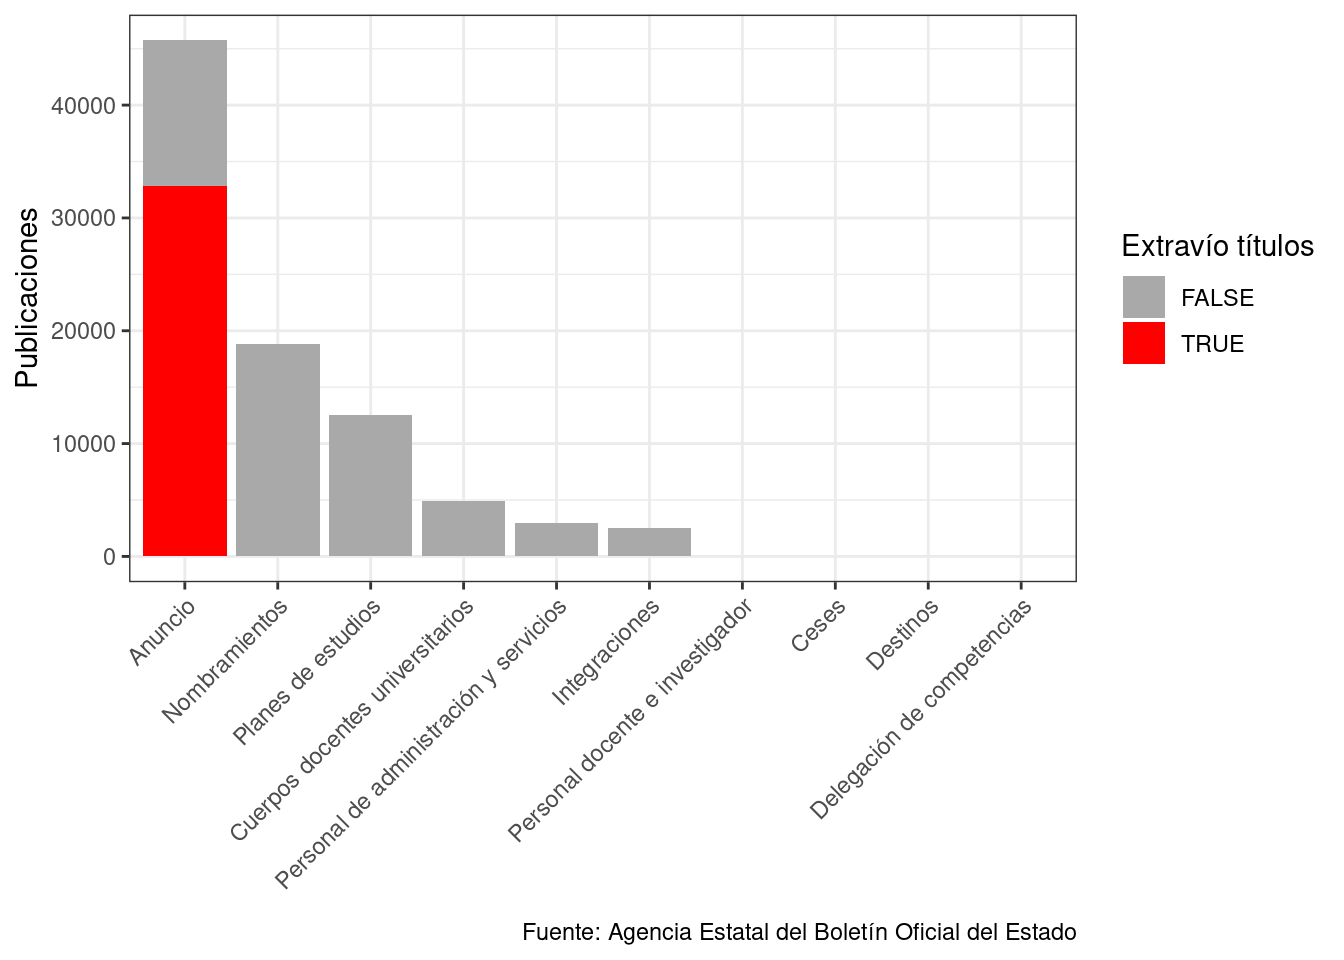 Publicaciones
40000
30000
20000
10000
0
Anuncio
Nombramientos
Planes de estudios
Cuerpos docentes universitarios
Personal de administración y servicios
Integraciones
Personal docente e investigador
Ceses
Destinos
Delegación de competencias
Extravío títulos
FALSE
TRUE
Fuente: Agencia Estatal del Boletín Oficial del Estado